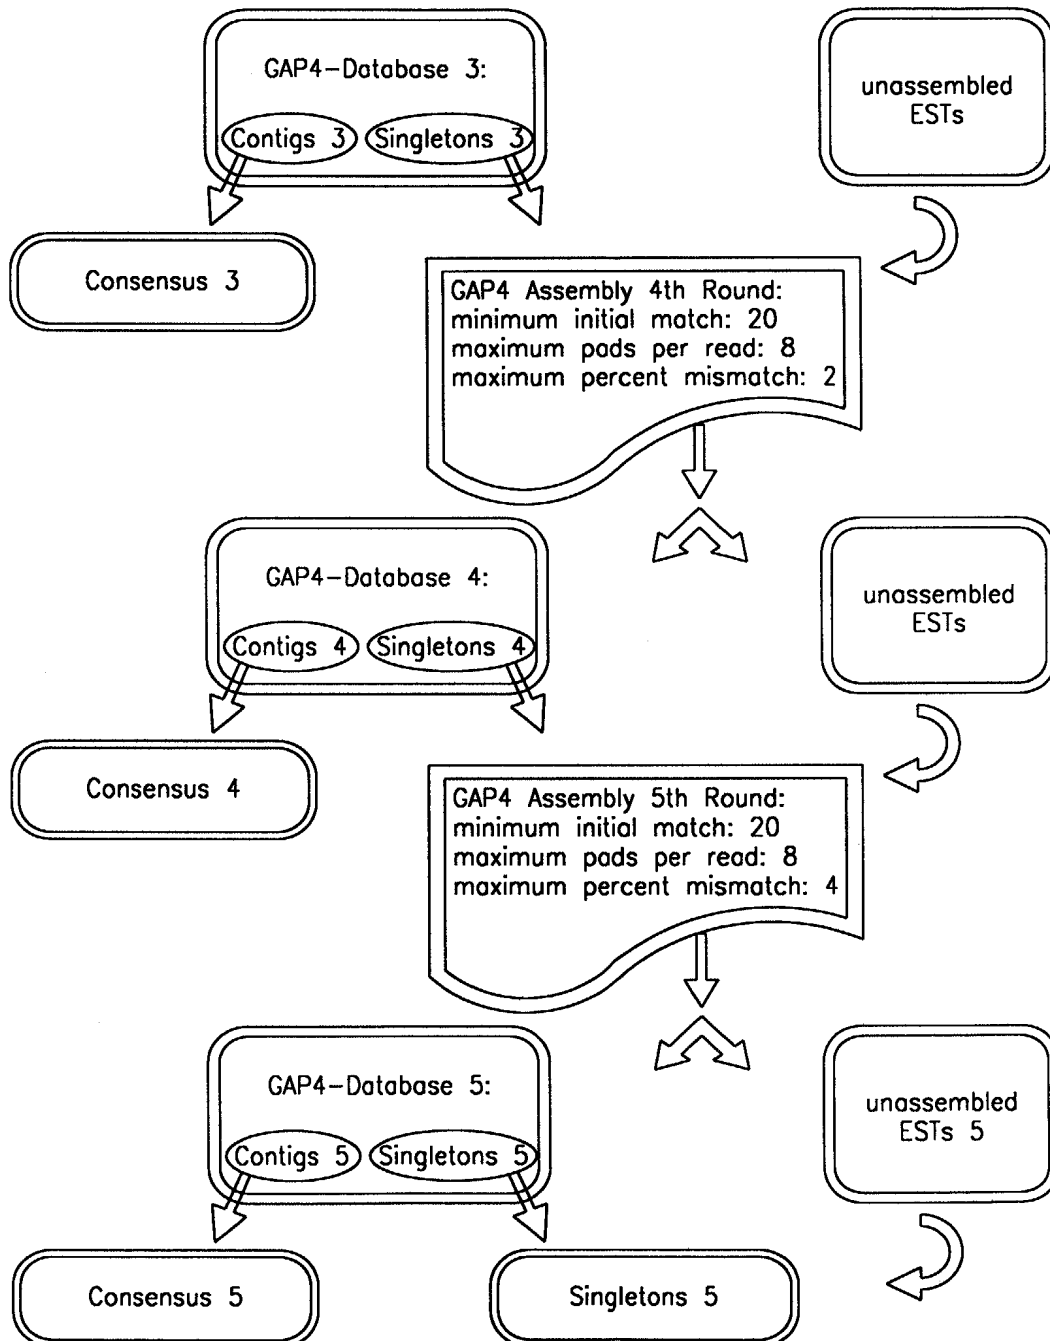 GAP4-Database 3:
Contigs 3
Singletons 3
unassembled
ESTs
Consensus 3
GAP4 Assembly 4th Round:
minimum initial match: 20
maximum pads per read: 8
maximum percent mismatch: 2
GAP4-Database 4:
Contigs 4
Singletons 4
unassembled
ESTs
Consensus 4
GAP4 Assembly 5th Round:
minimum initial match: 20
maximum pads per read: 8
maximum percent mismatch: 4
GAP4-Database 5:
Contigs 5
Singletons 5
unassembled
ESTs 5
Consensus 5
Singletons 5